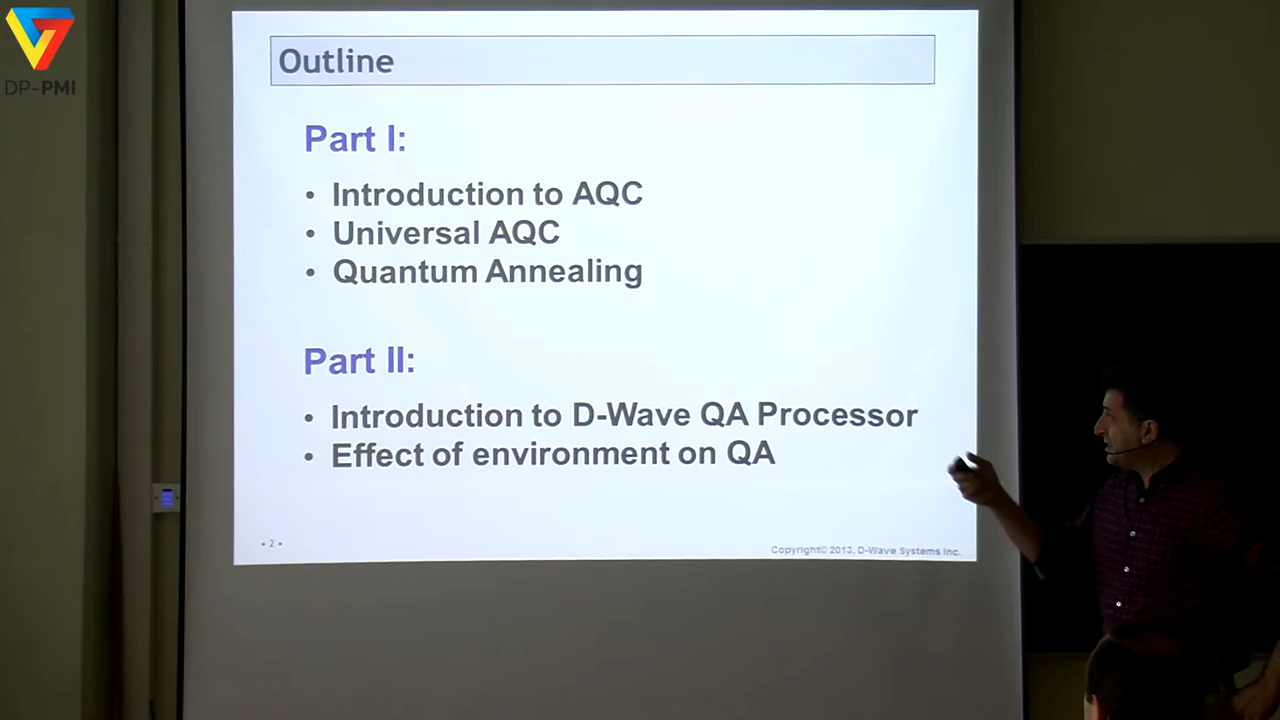 DP-PMI
Outline
Part I:
• Introduction to AQC
• Universal AQC
• Quantum Annealing
Part II:
• Introduction to D-Wave QA Processor
• Effect of environment on QA
• 2 •
Copyright© 2013, D-Wave Systems Inc.